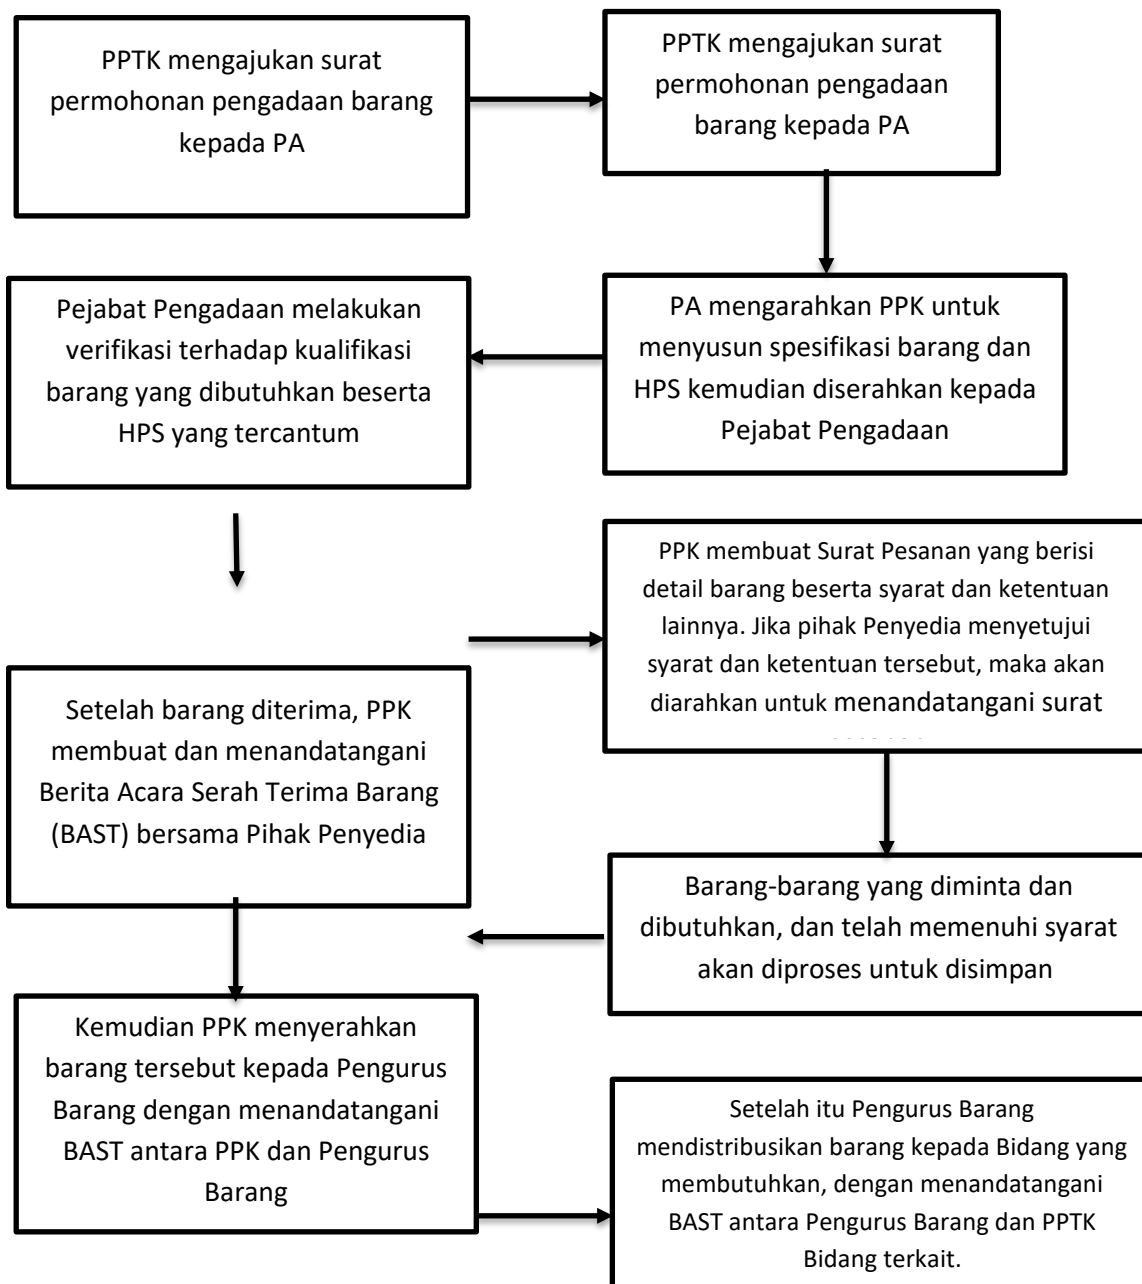 PPTK mengajukan surat
permohonan pengadaan barang
kepada PA
PPTK mengajukan surat
permohonan pengadaan
barang kepada PA
PA mengarahkan PPK untuk
menyusun spesifikasi barang dan
HPS kemudian diserahkan kepada
Pejabat Pengadaan
Pejabat Pengadaan melakukan
verifikasi terhadap kualifikasi
barang yang dibutuhkan beserta
HPS yang tercantum
PPK membuat Surat Pesanan yang berisi
detail barang beserta syarat dan ketentuan
lainnya. Jika pihak Penyedia menyetujui
syarat dan ketentuan tersebut, maka akan
diarahkan untuk menandatangani surat
Barang-barang yang diminta dan
dibutuhkan, dan telah memenuhi syarat
akan diproses untuk disimpan
Setelah barang diterima, PPK
membuat dan menandatangani
Berita Acara Serah Terima Barang
(BAST) bersama Pihak Penyedia
Kemudian PPK menyerahkan
barang tersebut kepada Pengurus
Barang dengan menandatangani
BAST antara PPK dan Pengurus
Barang
Setelah itu Pengurus Barang
mendistribusikan barang kepada Bidang yang
membutuhkan, dengan menandatangani
BAST antara Pengurus Barang dan PPTK
Bidang terkait.